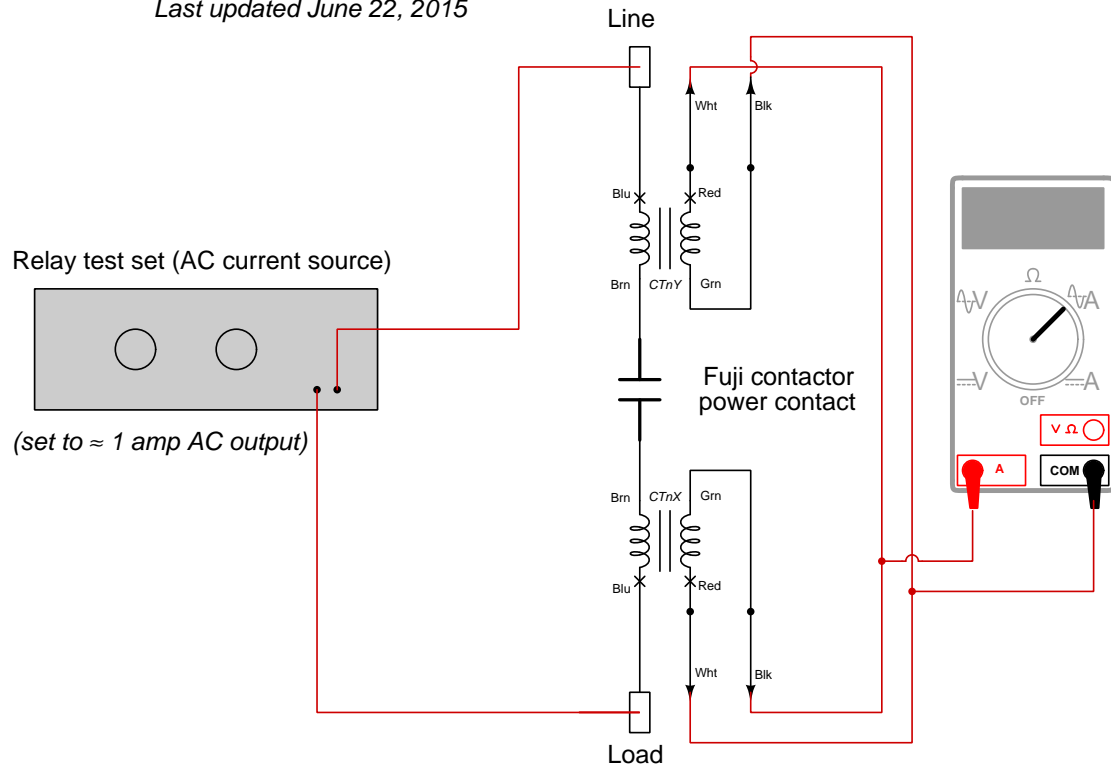 Last updated June 22, 2015
Line
Wht
Blk
Blu
Red
Brn
CTnY
Grn
Relay test set (AC current source)
(set to ≈ 1 amp AC output)
Fuji contactor
power contact
Brn
CTnX
Grn
Blu
Red
Wht
Blk
Load
Ω
V
A
V
A
OFF
V Ω
A
COM